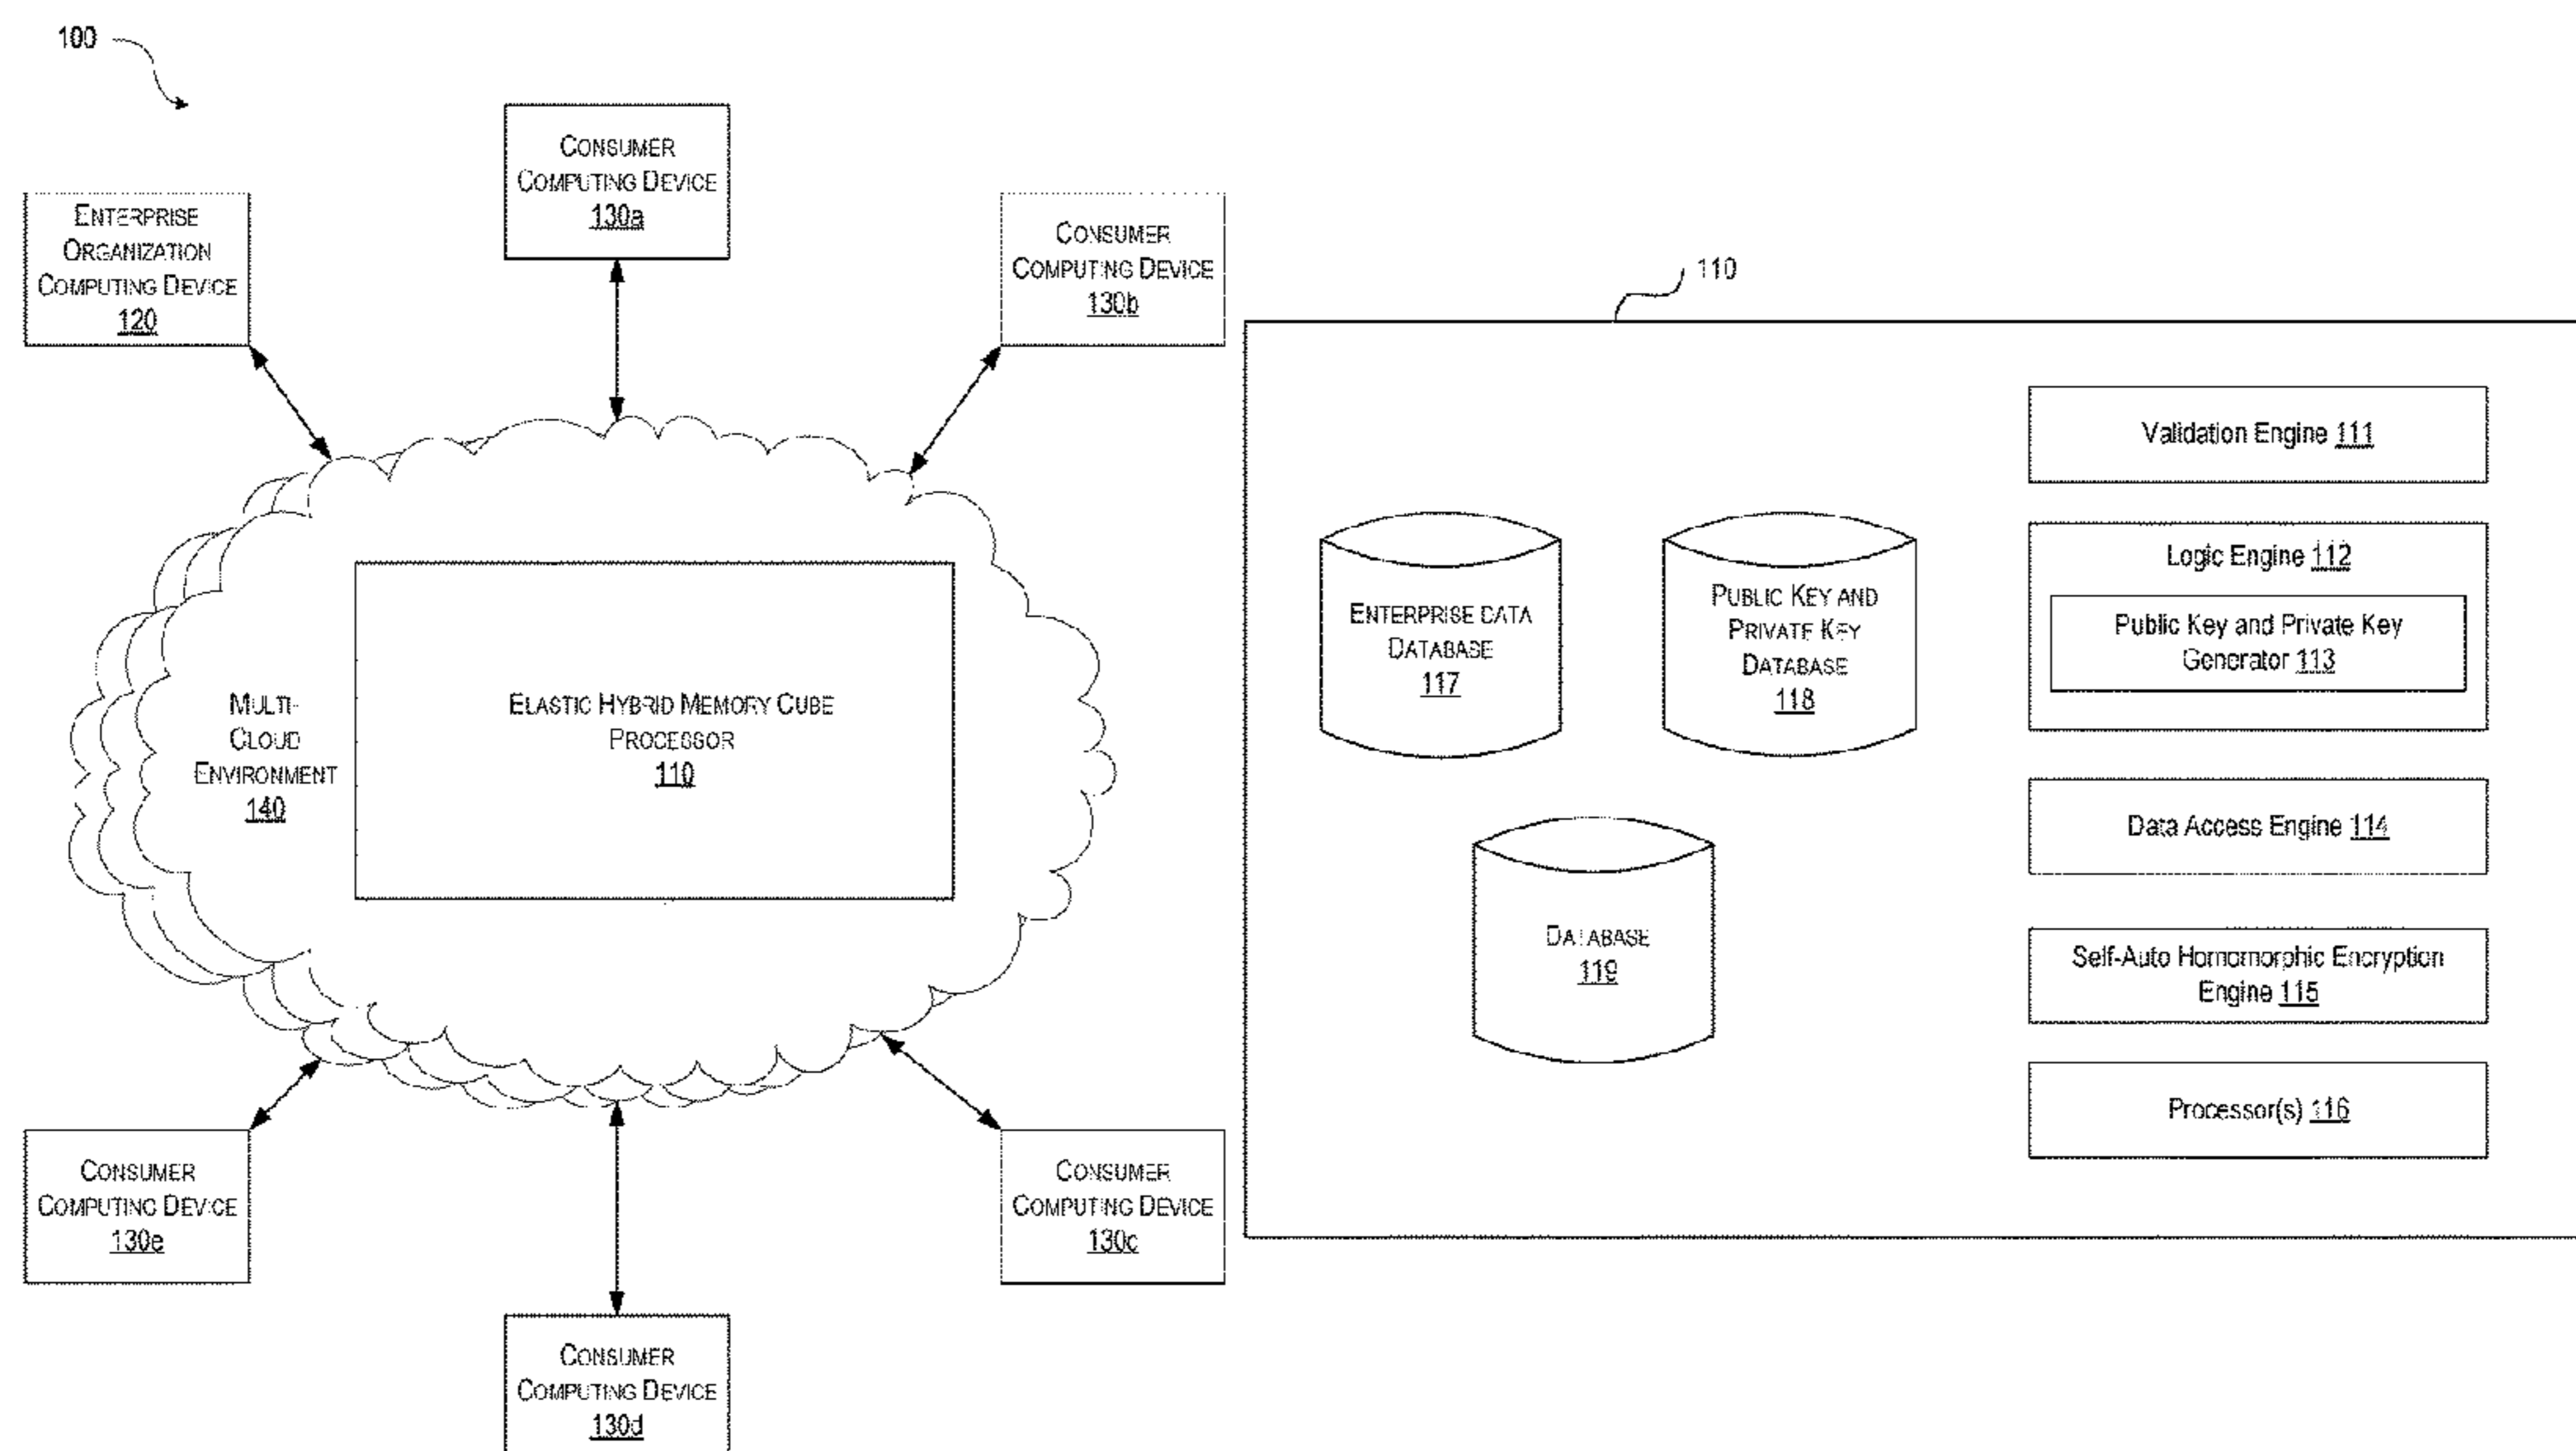 100
CONSUMER
COMPUTING DEVICE
130a
ENTERPRISE
ORGANIZATION
COMPUTING DEVICE
120
CONSUMER
COMPUTING DEVICE
130b
MULTI-
CLOUD
ENVIRONMENT
140
ELASTIC HYBRID MEMORY CUBE
PROCESSOR
110
CONSUMER
COMPUTING DEVICE
130e
CONSUMER
COMPUTING DEVICE
130c
CONSUMER
COMPUTING DEVICE
130d
110
ENTERPRISE DATA
DATABASE
117
PUBLIC KEY AND
PRIVATE KEY
DATABASE
118
DATABASE
119
Validation Engine 111
Logic Engine 112
Public Key and Private Key
Generator 113
Data Access Engine 114
Self-Auto Homomorphic Encryption
Engine 115
Processor(s) 116